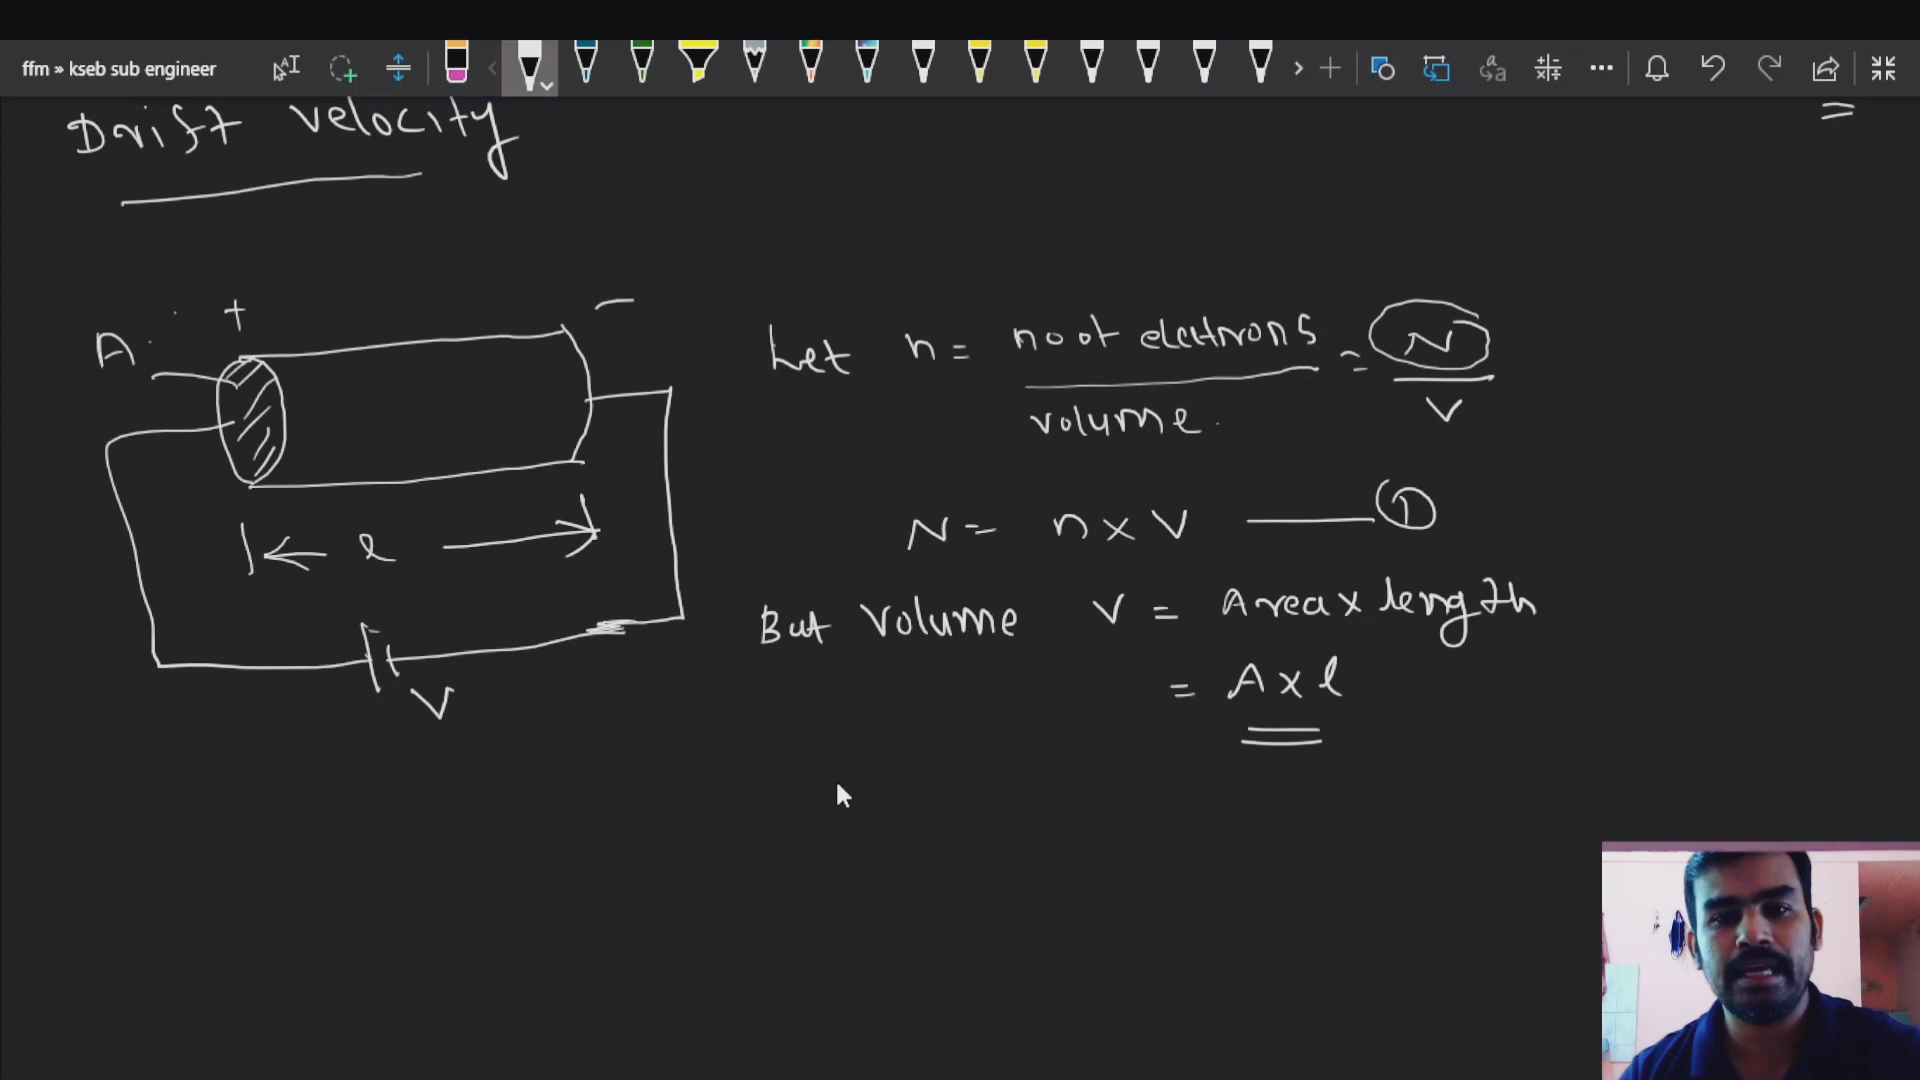 ffm » kseb sub engineer
Drift velocity
=
+
−
A
l
V
Let n = no of electrons / volume = N / V
N = n × V —— ①
But Volume V = Area × length
= A × l